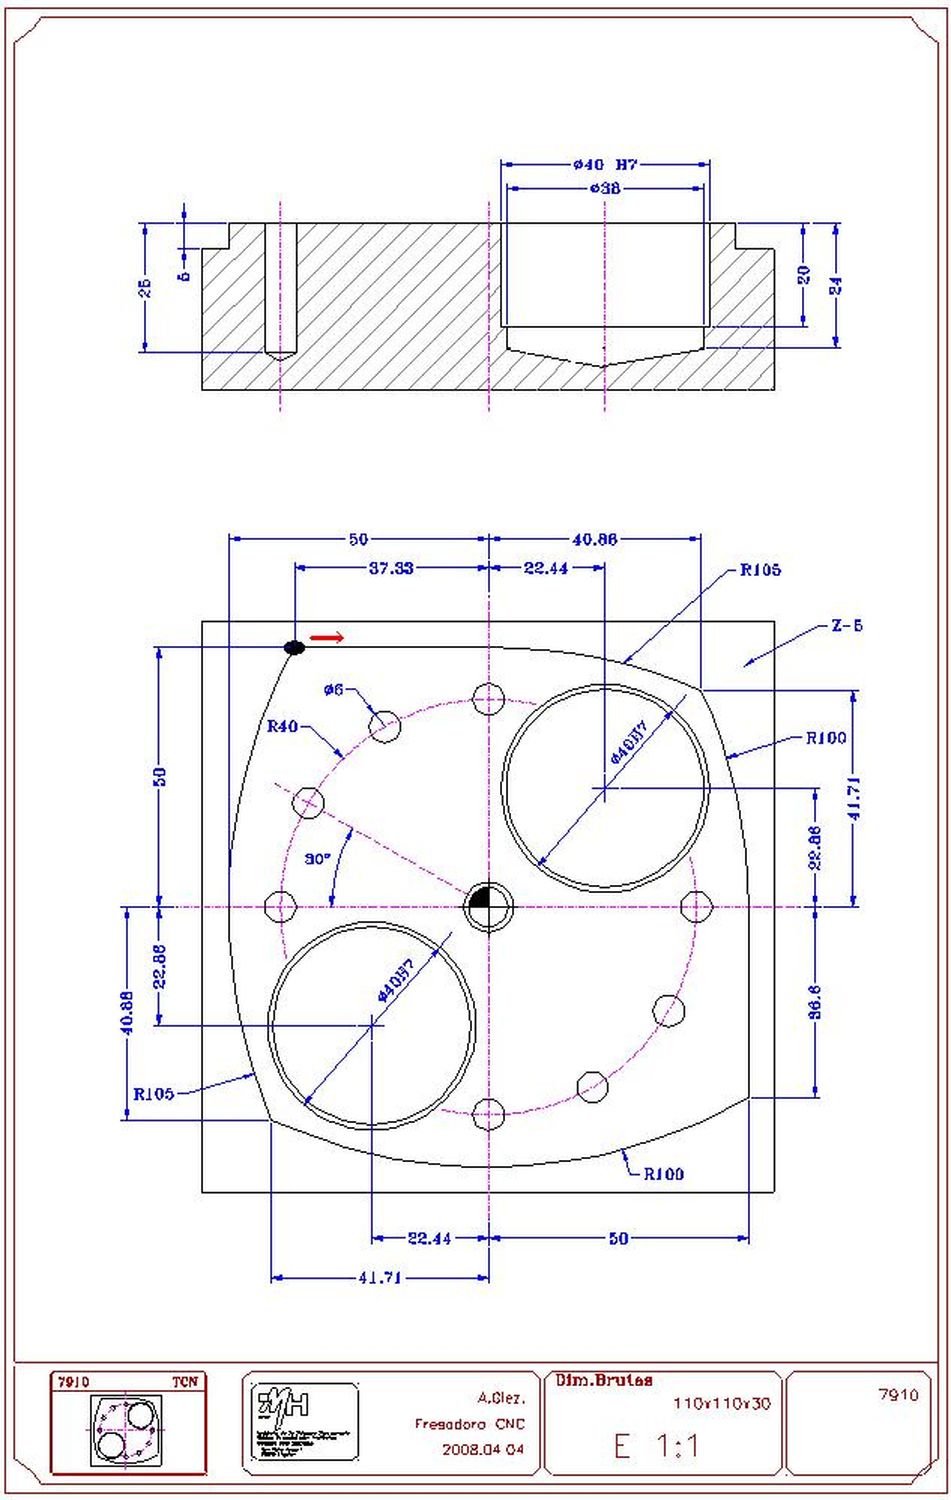 ø40 H7
ø38
25
5
20
24
50
40.86
37.33
22.44
R105
Z-5
ø6
R40
ø40H7
R100
50
41.71
30°
22.86
22.86
40.88
ø40H7
36.6
R105
R100
22.44
50
41.71
7910
TCN
A.Glez.
Fresadora CNC
2008.04 04
Dim.Brutas
110x110x30
E 1:1
7910